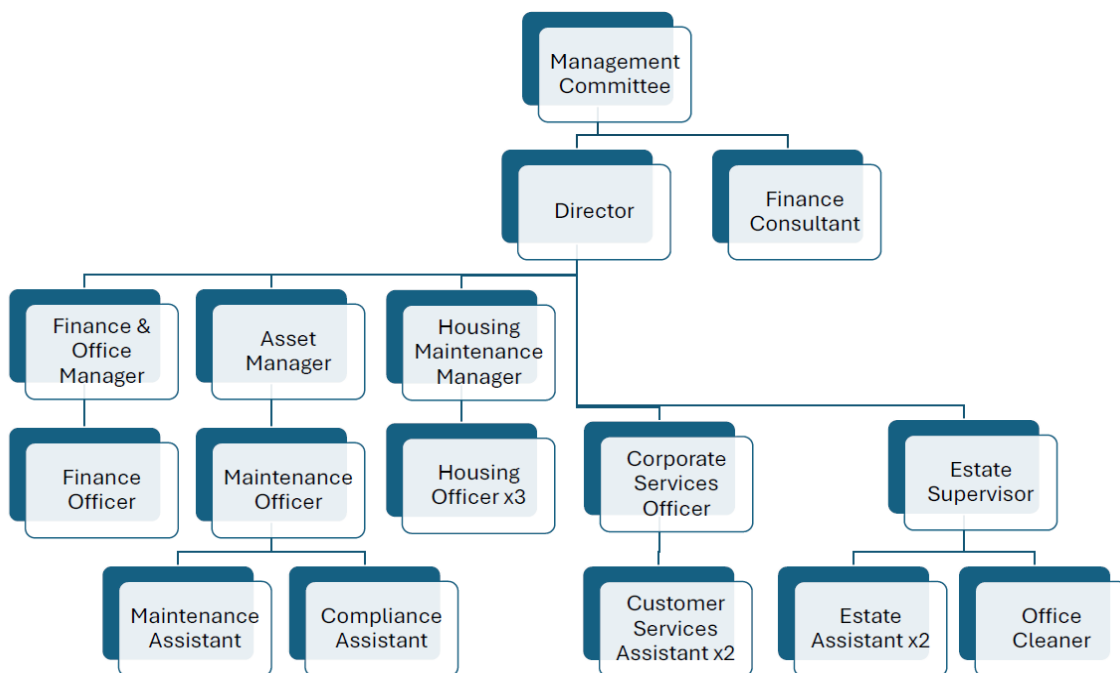 Management
Committee
Director
Finance
Consultant
Finance &
Office
Manager
Asset
Manager
Housing
Maintenance
Manager
Finance
Officer
Maintenance
Officer
Housing
Officer x3
Corporate
Services
Officer
Estate
Supervisor
Maintenance
Assistant
Compliance
Assistant
Customer
Services
Assistant x2
Estate
Assistant x2
Office
Cleaner